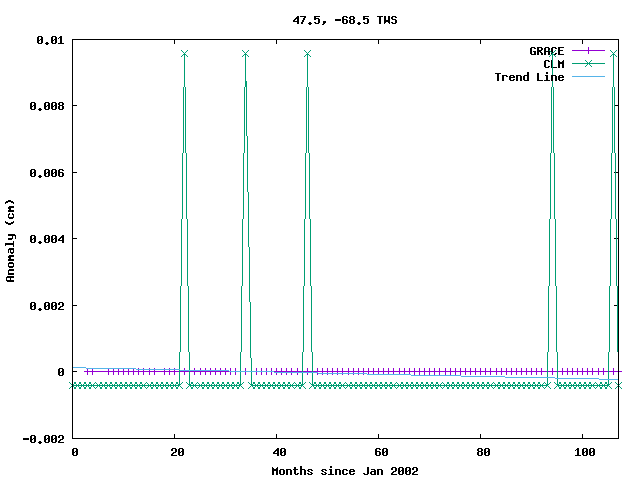 47.5, -68.5 TWS
GRACE
CLM
Trend Line
0.01
0.008
0.006
0.004
0.002
0
-0.002
Anomaly (cm)
0 20 40 60 80 100
Months since Jan 2002